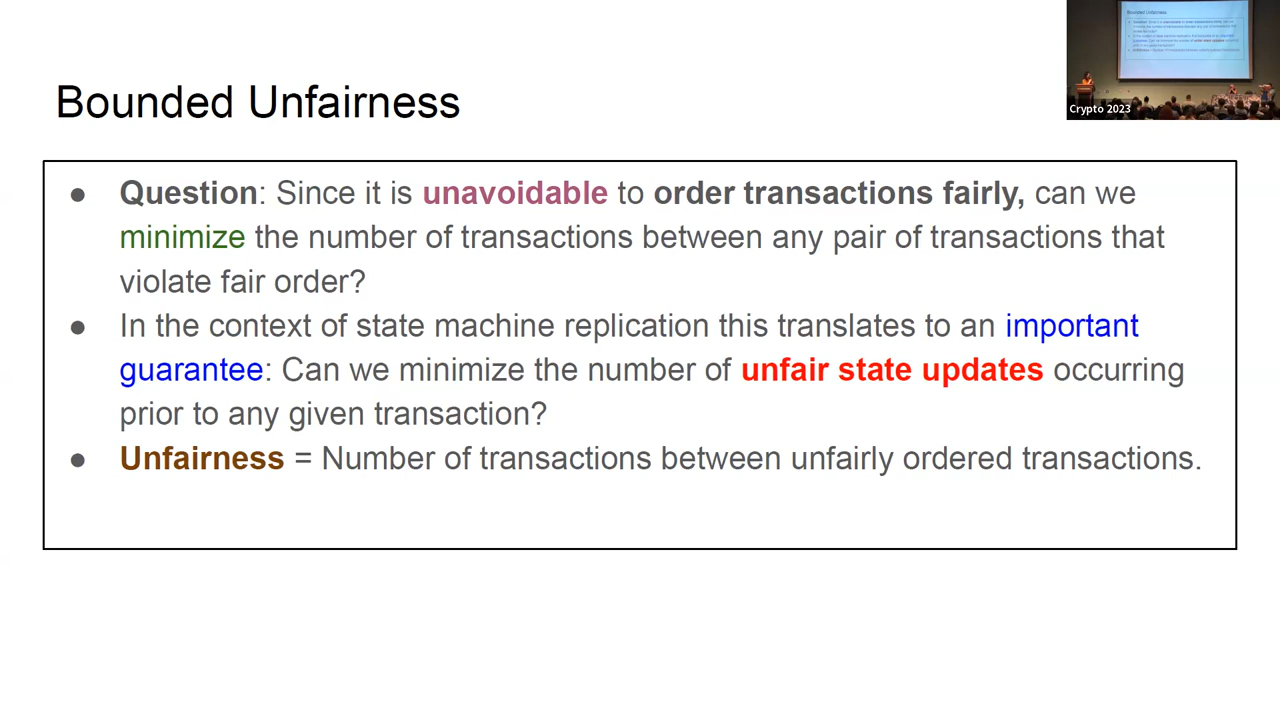 Bounded Unfairness
Crypto 2023
● Question: Since it is unavoidable to order transactions fairly, can we
minimize the number of transactions between any pair of transactions that
violate fair order?
● In the context of state machine replication this translates to an important
guarantee: Can we minimize the number of unfair state updates occurring
prior to any given transaction?
● Unfairness = Number of transactions between unfairly ordered transactions.